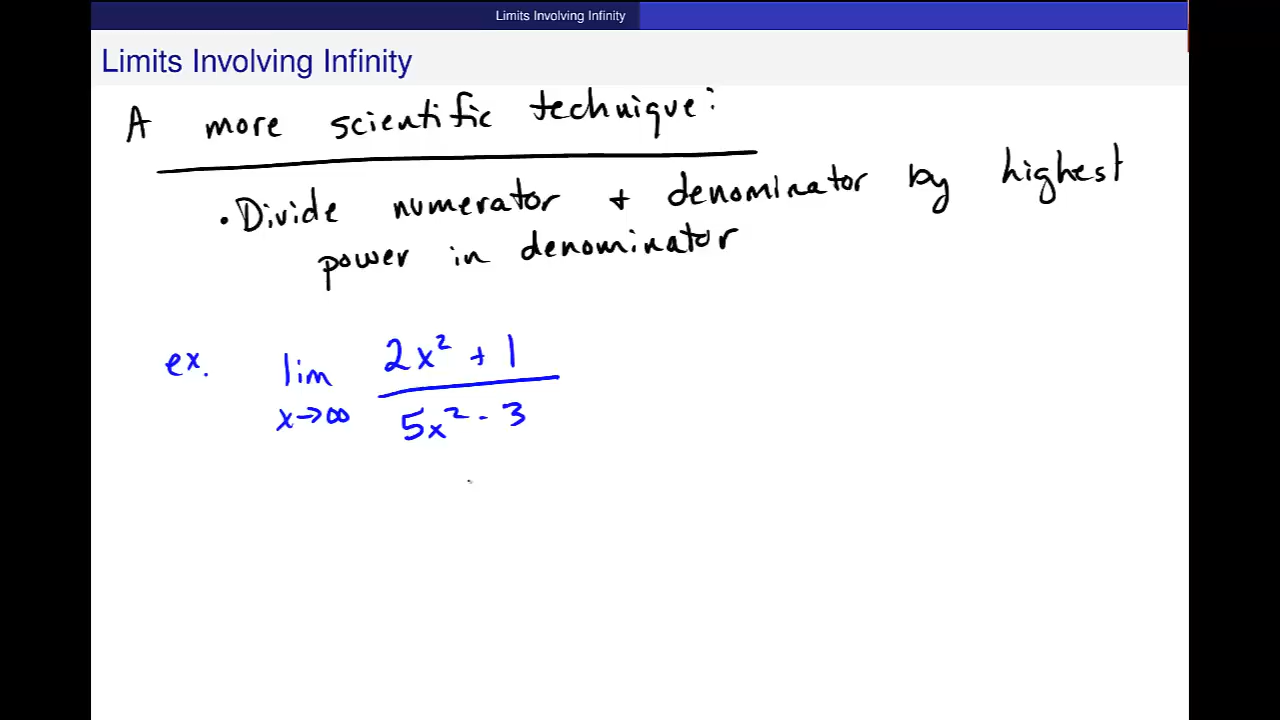 Limits Involving Infinity
Limits Involving Infinity
A more scientific technique:
• Divide numerator + denominator by highest
power in denominator
ex. lim x→∞ (2x² + 1)/(5x² - 3)